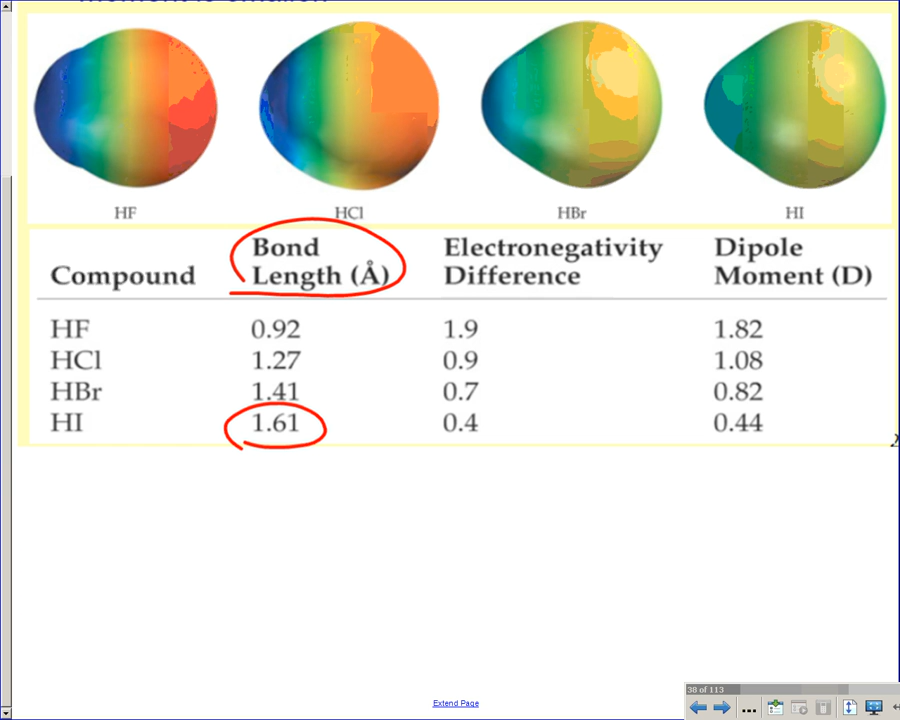 HF HCl HBr HI
Bond Electronegativity Dipole
Compound Length (Å) Difference Moment (D)
HF 0.92 1.9 1.82
HCl 1.27 0.9 1.08
HBr 1.41 0.7 0.82
HI 1.61 0.4 0.44
Extend Page
38 of 113